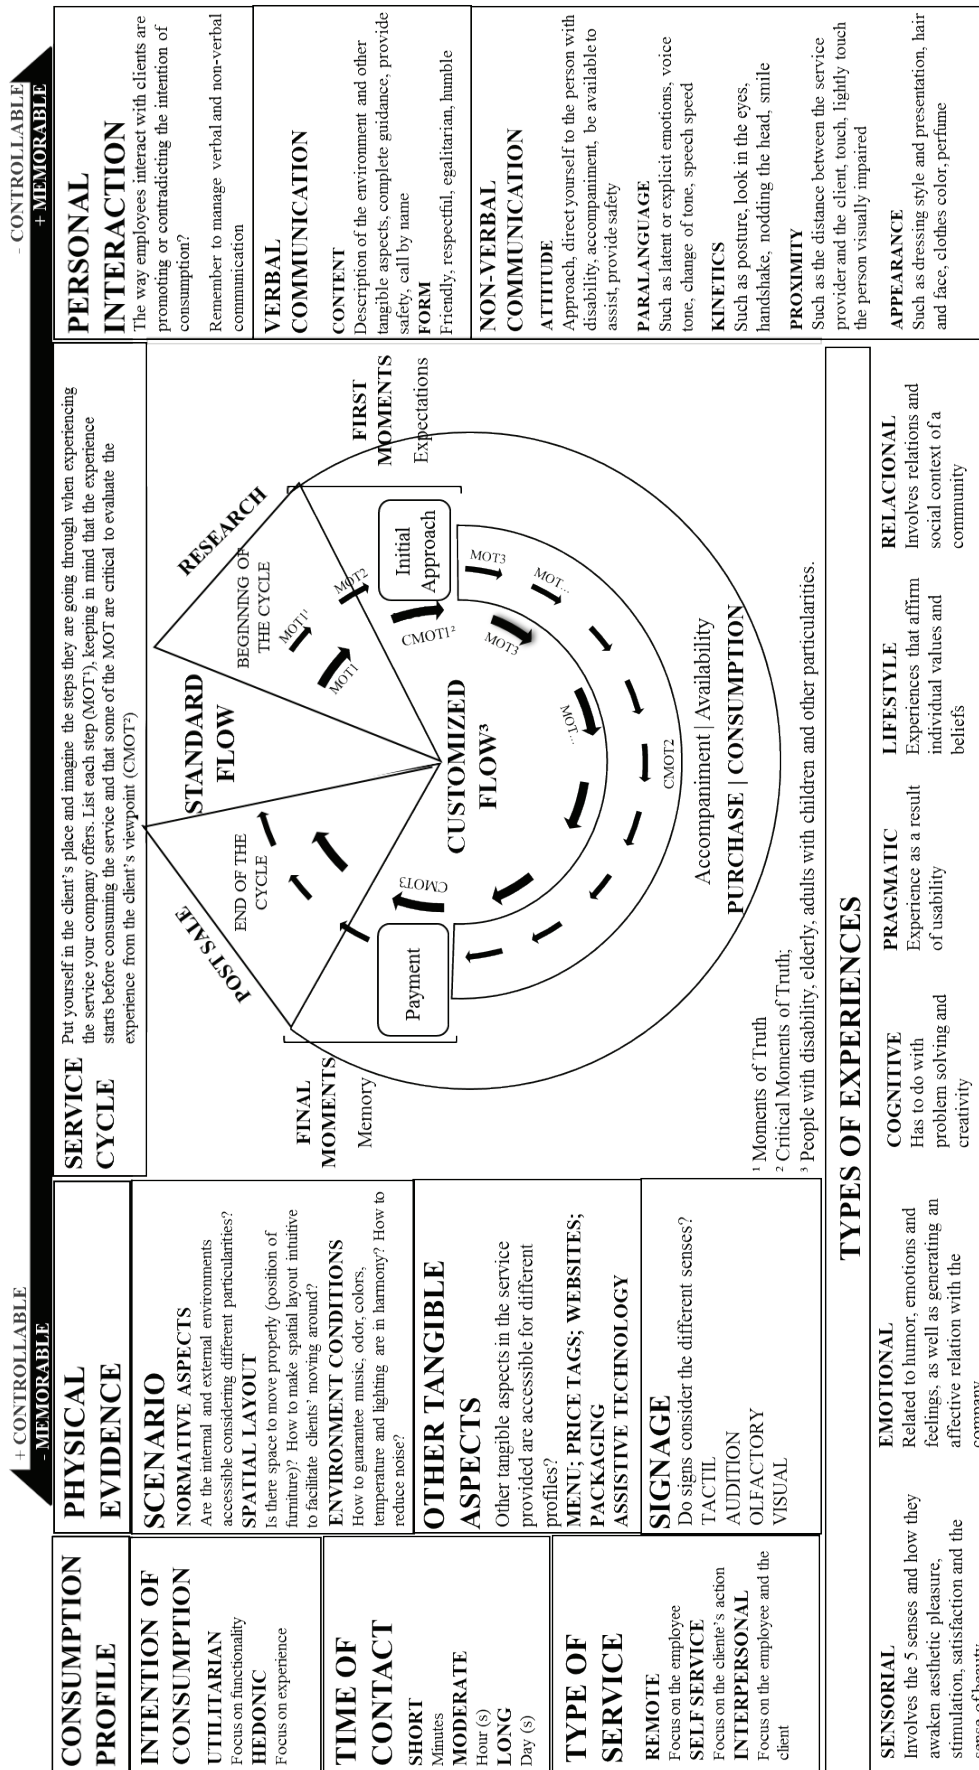 + CONTROLLABLE
- MEMORABLE
- CONTROLLABLE
+ MEMORABLE
CONSUMPTION
PROFILE
INTENTION OF
CONSUMPTION
UTILITARIAN
Focus on functionality
HEDONIC
Focus on experience
TIME OF
CONTACT
SHORT
Minutes
MODERATE
Hour (s)
LONG
Day (s)
TYPE OF
SERVICE
REMOTE
Focus on the employee
SELF SERVICE
Focus on the cliente's action
INTERPERSONAL
Focus on the employee and the
client
PHYSICAL
EVIDENCE
SCENARIO
NORMATIVE ASPECTS
Are the internal and external environments
accessible considering different particularities?
SPATIAL LAYOUT
Is there space to move properly (position of
furniture)? How to make spatial layout intuitive
to facilitate clients' moving around?
ENVIRONMENT CONDITIONS
How to guarantee music, odor, colors,
temperature and lighting are in harmony? How to
reduce noise?
OTHER TANGIBLE
ASPECTS
Other tangible aspects in the service
provided are accessible for different
profiles?
MENU; PRICE TAGS; WEBSITES;
PACKAGING
ASSISTIVE TECHNOLOGY
SIGNAGE
Do signs consider the different senses?
TACTIL
AUDITION
OLFACTORY
VISUAL
SERVICE
CYCLE
Put yourself in the client's place and imagine the steps they are going through when experiencing
the service your company offers. List each step (MOT¹), keeping in mind that the experience
starts before consuming the service and that some of the MOT are critical to evaluate the
experience from the client's viewpoint (CMOT²)
POST SALE
END OF THE
CYCLE
STANDARD
FLOW
RESEARCH
BEGINNING OF
THE CYCLE
MOT1¹
MOT1
MOT2
FINAL
MOMENTS
Memory
FIRST
MOMENTS
Expectations
Payment
CMOT3
CUSTOMIZED
FLOW³
CMOT1²
Initial
Approach
MOT3
MOT3
MOT...
MOT...
CMOT2
Accompaniment | Availability
PURCHASE | CONSUMPTION
¹ Moments of Truth
² Critical Moments of Truth;
³ People with disability, elderly, adults with children and other particularities.
PERSONAL
INTERACTION
The way employees interact with clients are
promoting or contradicting the intention of
consumption?
Remember to manage verbal and non-verbal
communication
VERBAL
COMMUNICATION
CONTENT
Description of the environment and other
tangible aspects, complete guidance, provide
safety, call by name
FORM
Friendly, respectful, egalitarian, humble
NON-VERBAL
COMMUNICATION
ATTITUDE
Approach, direct yourself to the person with
disability, accompaniment, be available to
assist, provide safety
PARALANGUAGE
Such as latent or explicit emotions, voice
tone, change of tone, speech speed
KINETICS
Such as posture, look in the eyes,
handshake, nodding the head, smile
PROXIMITY
Such as the distance between the service
provider and the client, touch, lightly touch
the person visually impaired
APPEARANCE
Such as dressing style and presentation, hair
and face, clothes color, perfume
TYPES OF EXPERIENCES
SENSORIAL
Involves the 5 senses and how they
awaken aesthetic pleasure,
stimulation, satisfaction and the
sense of beauty
EMOTIONAL
Related to humor, emotions and
feelings, as well as generating an
affective relation with the
company
COGNITIVE
Has to do with
problem solving and
creativity
PRAGMATIC
Experience as a result
of usability
LIFESTYLE
Experiences that affirm
individual values and
beliefs
RELACIONAL
Involves relations and
social context of a
community